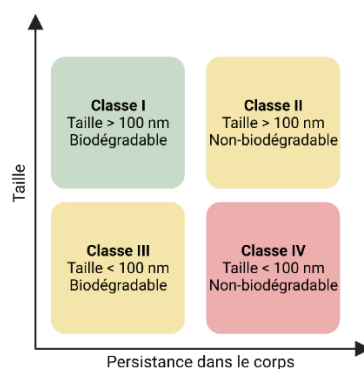 Taille
Classe I
Taille > 100 nm
Biodégradable
Classe II
Taille > 100 nm
Non-biodégradable
Classe III
Taille < 100 nm
Biodégradable
Classe IV
Taille < 100 nm
Non-biodégradable
Persistance dans le corps